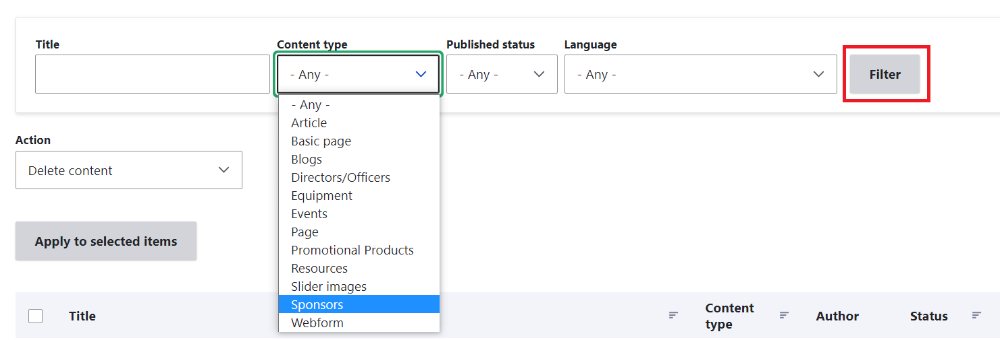 Title
Content type
Published status
Language
- Any -
- Any -
- Any -
Filter
- Any -
Article
Basic page
Blogs
Directors/Officers
Equipment
Events
Page
Promotional Products
Resources
Slider images
Sponsors
Webform
Action
Delete content
Apply to selected items
Title
Content
type
Author
Status